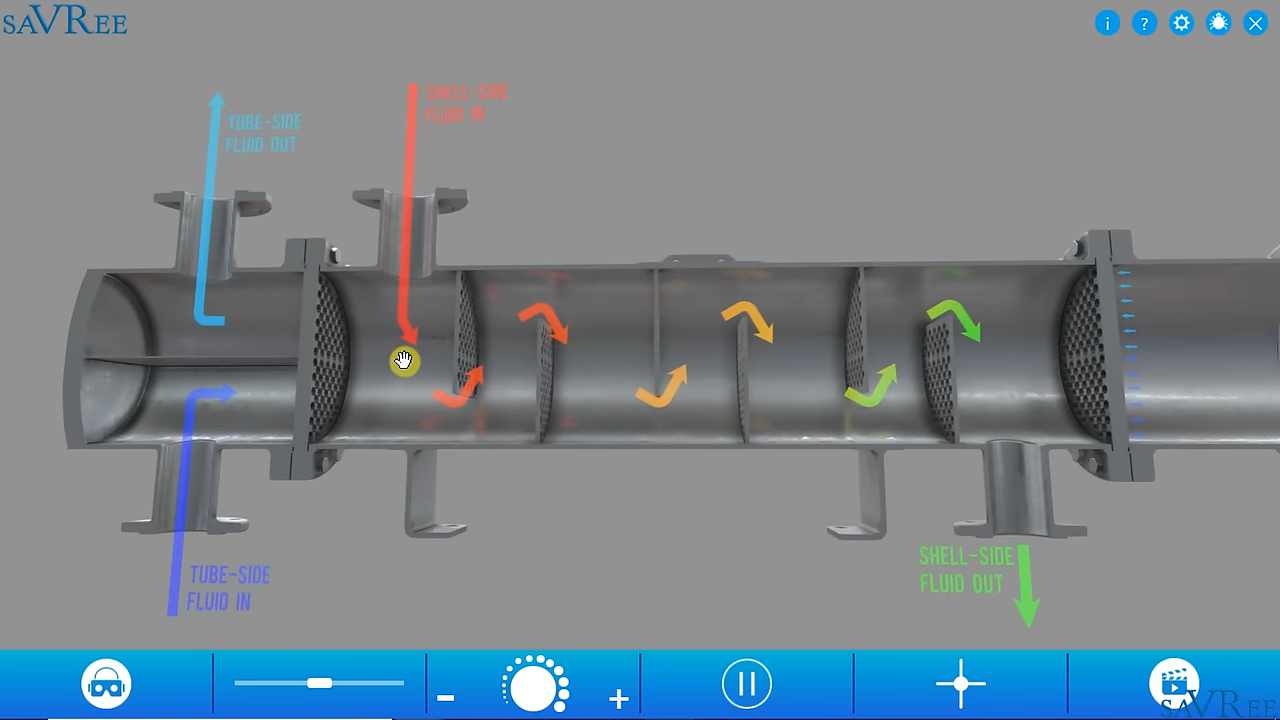 saVRee
i
?
SHELL-SIDE
FLUID IN
TUBE-SIDE
FLUID OUT
SHELL-SIDE
FLUID OUT
TUBE-SIDE
FLUID IN
saVRee